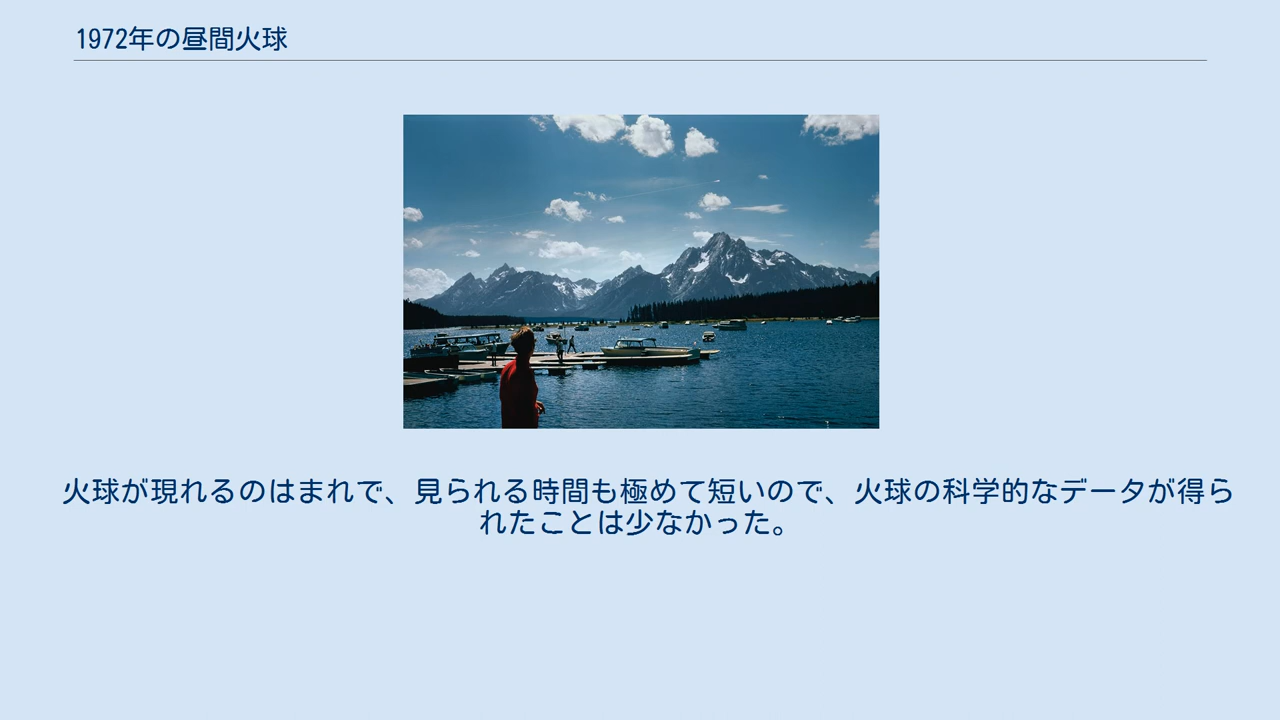 1972年の昼間火球
火球が現れるのはまれで、見られる時間も極めて短いので、火球の科学的なデータが得ら
れたことは少なかった。